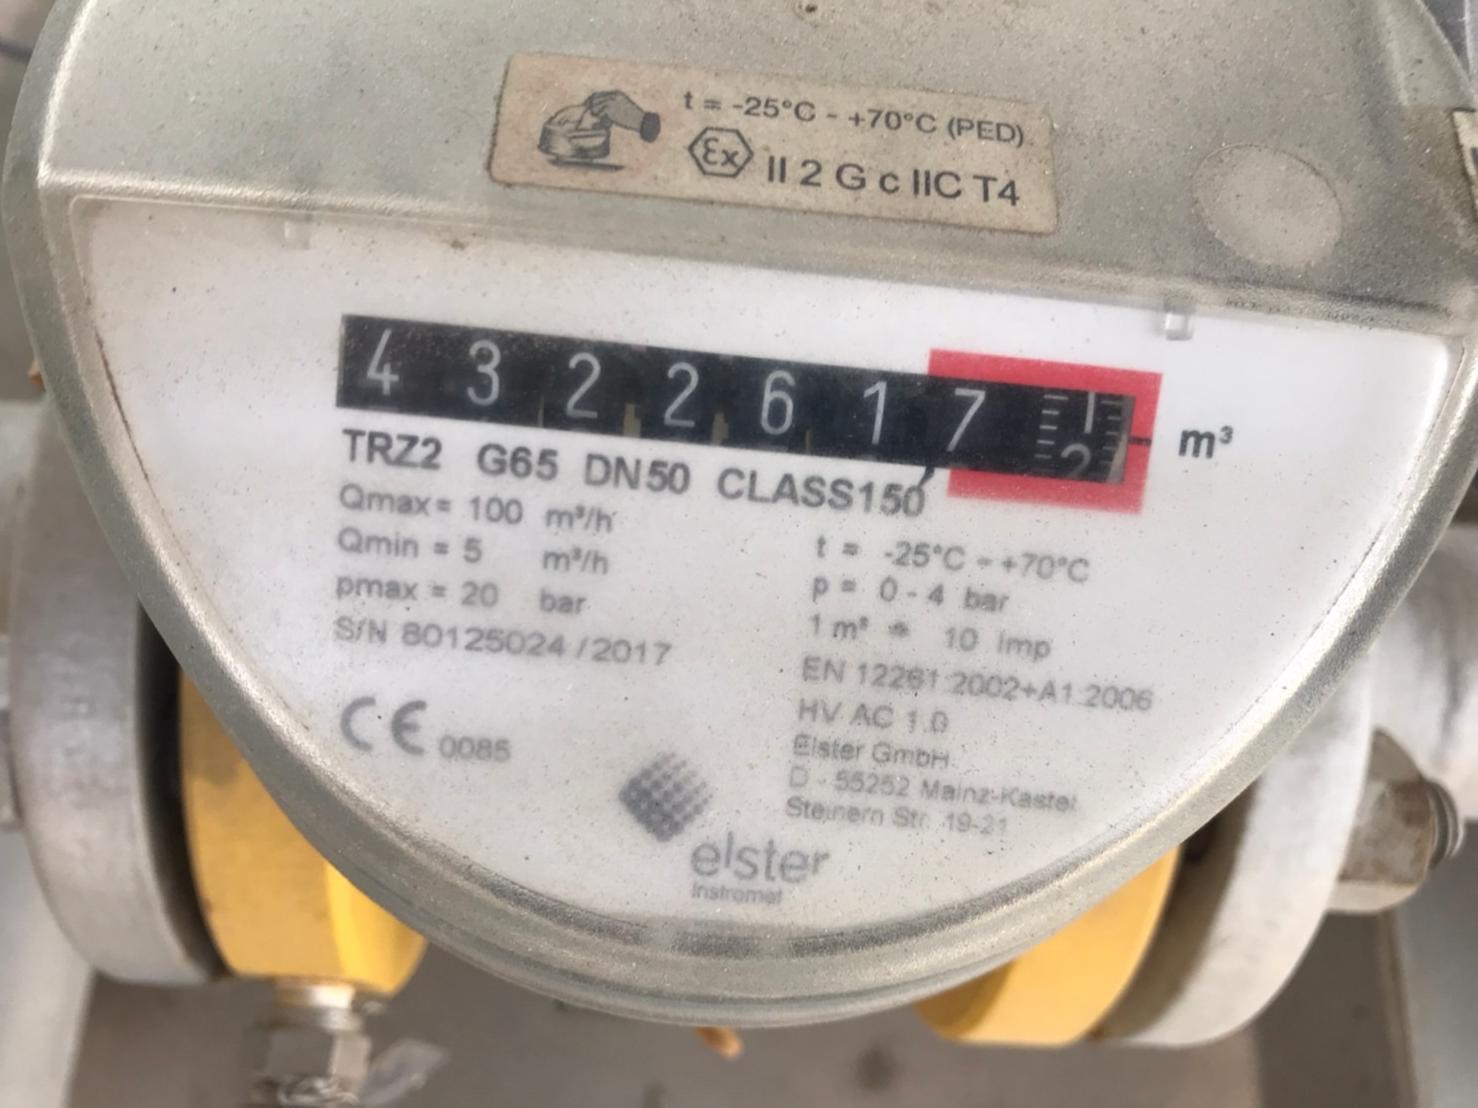 t = -25°C - +70°C (PED)
Ex II 2 G c IIC T4
4 3 2 2 6 1 7 1 m³
2
TRZ2 G65 DN50 CLASS150
Qmax = 100 m³/h
Qmin = 5 m³/h
pmax = 20 bar
S/N 80125024 / 2017
CE 0085
t = -25°C - +70°C
p = 0 - 4 bar
1 m³ = 10 Imp
EN 12261:2002+A1:2006
HV AC 1.0
Elster GmbH
D - 55252 Mainz-Kastel
Steinern Str. 19-21
elster
Instromet